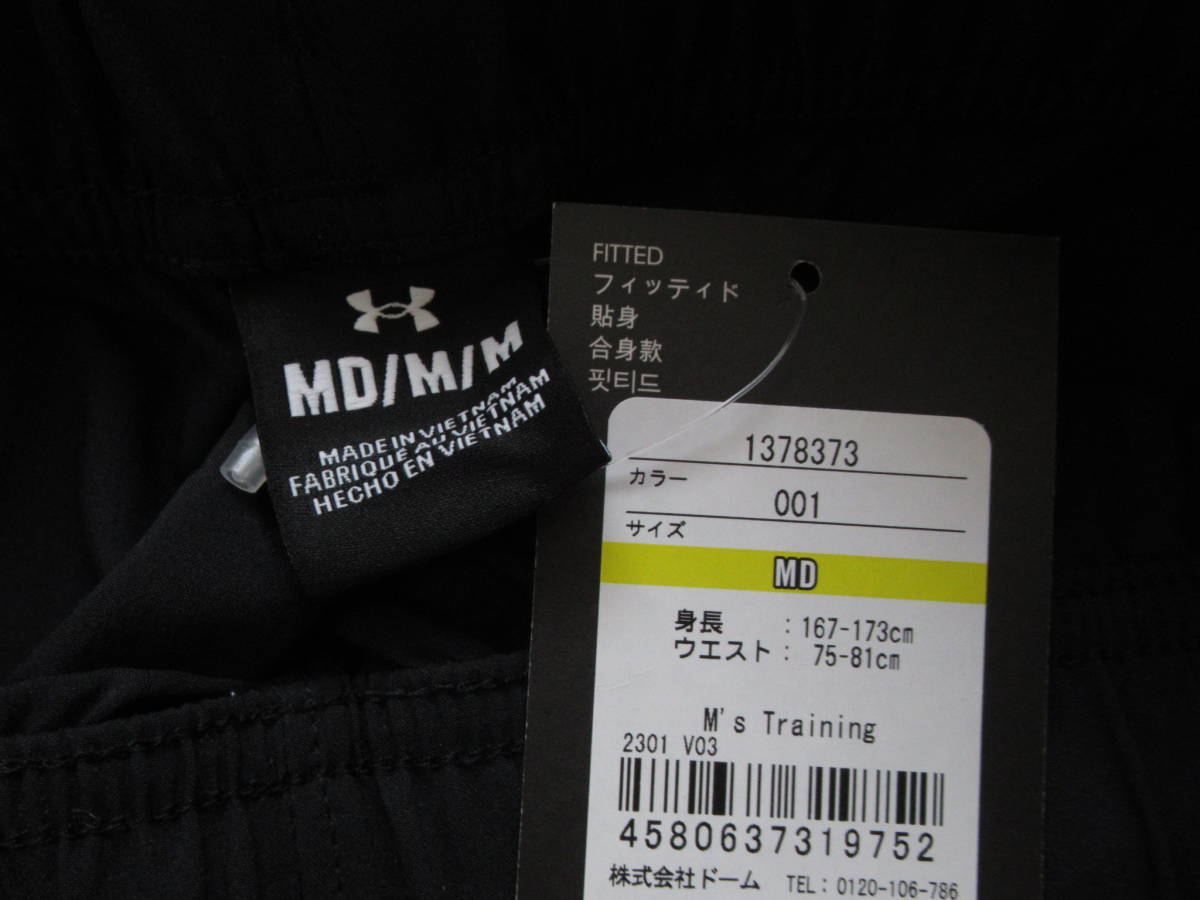 MD/M/M
MADE IN VIETNAM
FABRIQUÉ AU VIETNAM
HECHO EN VIETNAM
FITTED
フィッティド
貼身
合身款
핏티드
1378373
カラー
001
サイズ
MD
身長 : 167-173cm
ウエスト : 75-81cm
M's Training
2301 V03
4580637319752
株式会社ドーム TEL: 0120-106-786